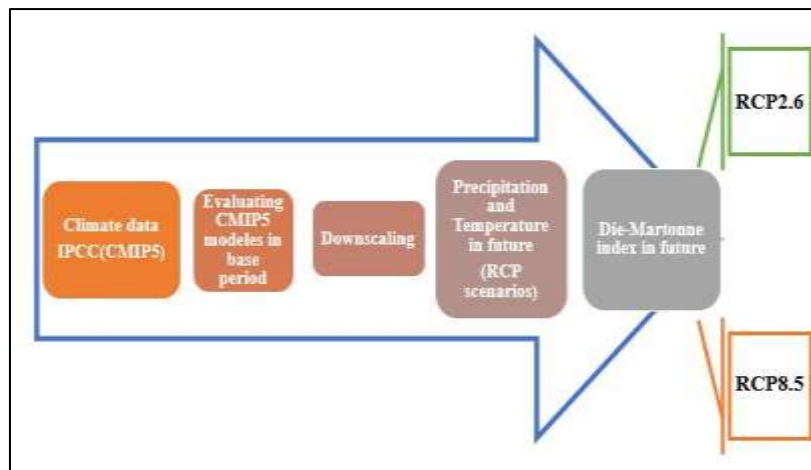 Climate data
IPCC(CMIP5)
Evaluating
CMIP5
modeles in
base
period
Downscaling
Precipitation
and
Temperature
in future
(RCP
scenarios)
Die-Martonne
index in future
RCP2.6
RCP8.5